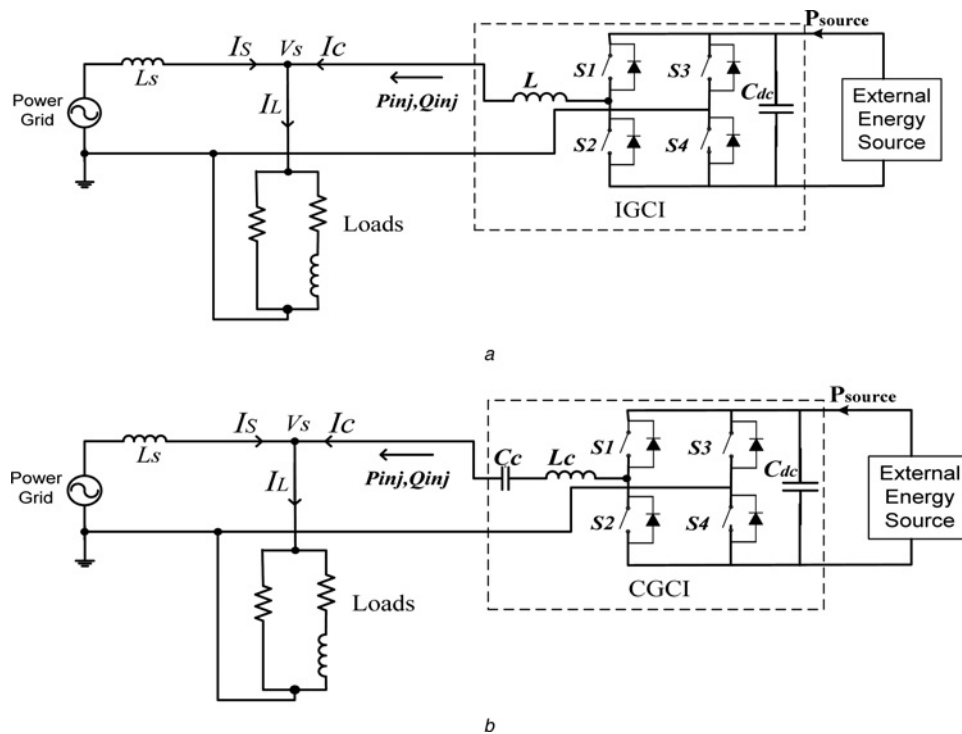 Psource
IS
Vs
IC
Ls
Power
Grid
IL
Pinj,Qinj
L
S1
S3
Cdc
S2
S4
External
Energy
Source
Loads
IGCI
a
Psource
IS
Vs
IC
Ls
Power
Grid
IL
Pinj,Qinj
Cc
Lc
S1
S3
Cdc
S2
S4
External
Energy
Source
Loads
CGCI
b